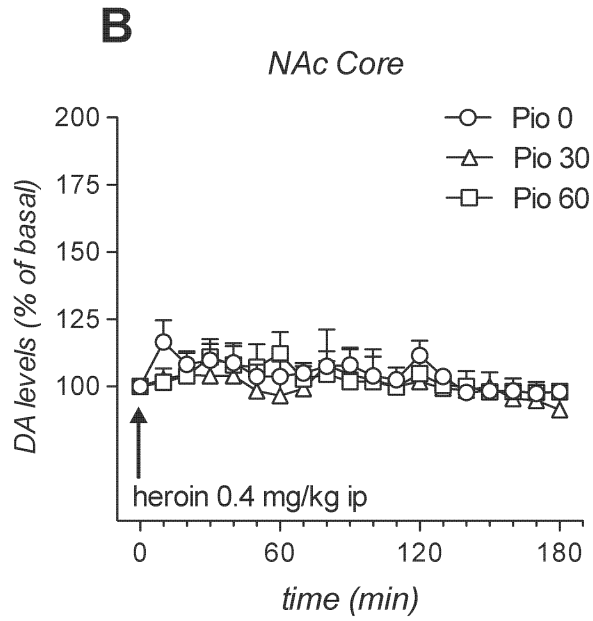 B
NAc Core
Pio 0
Pio 30
Pio 60
DA levels (% of basal)
200
175
150
125
100
heroin 0.4 mg/kg ip
0
60
120
180
time (min)